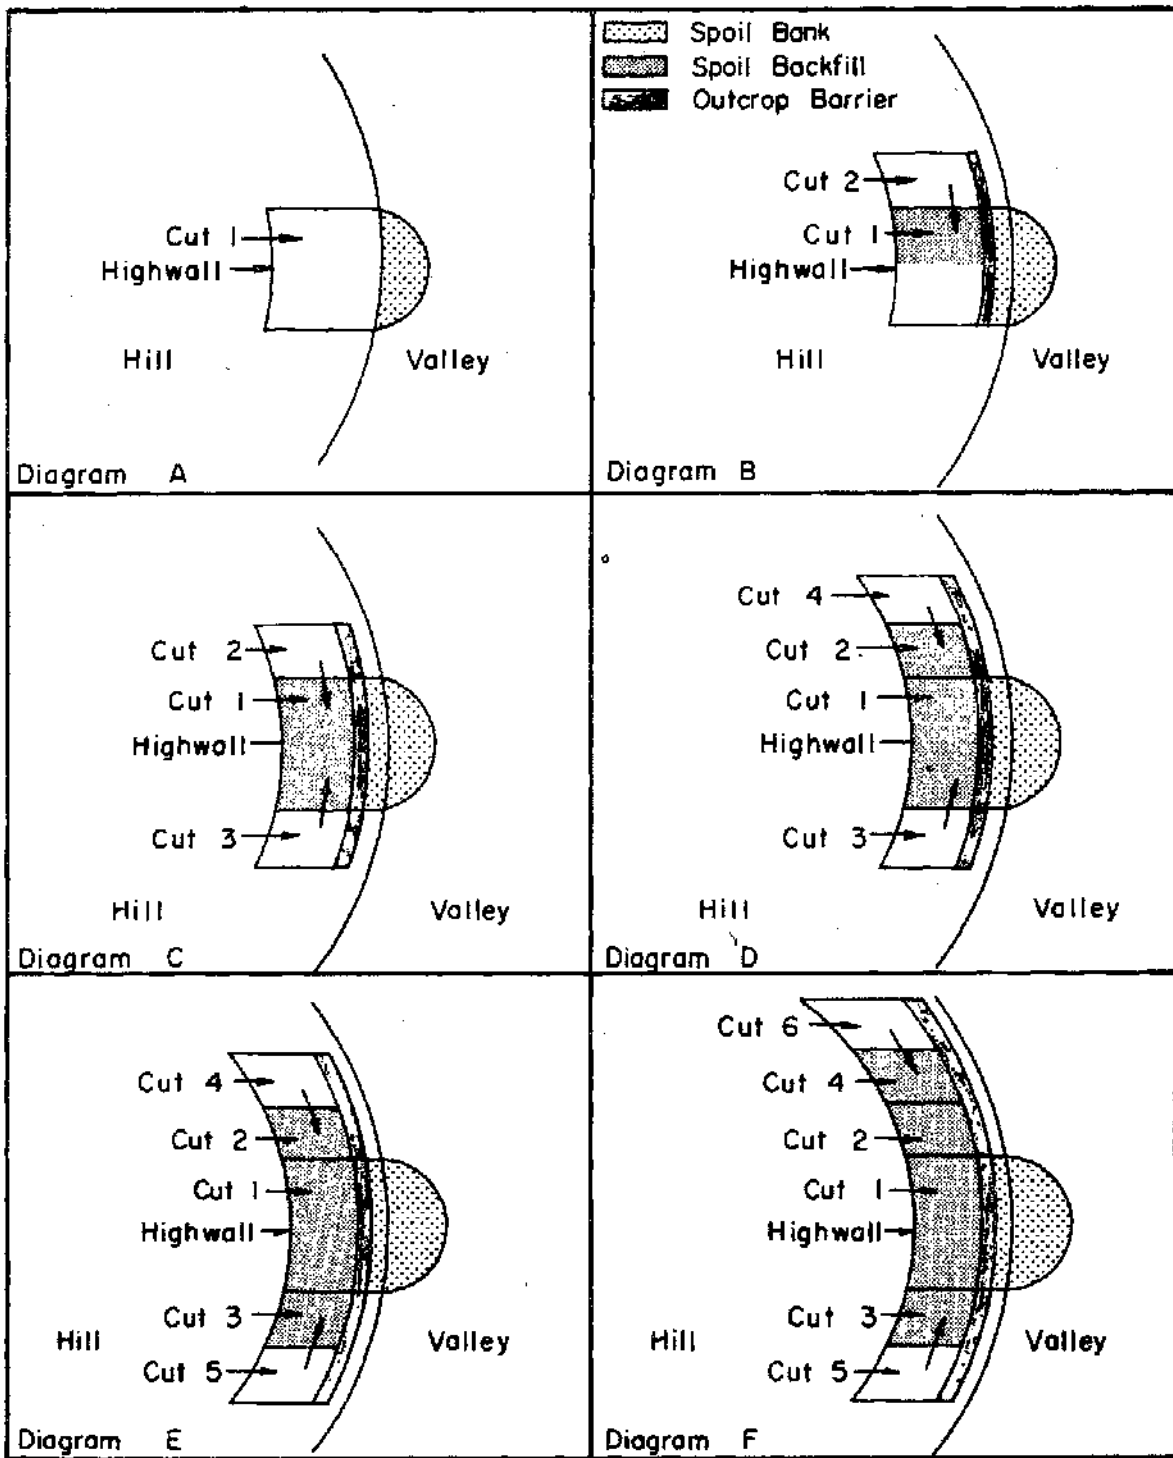 Cut 1
Highwall
Hill
Valley
Diagram A
Spoil Bank
Spoil Backfill
Outcrop Barrier
Cut 2
Cut 1
Highwall
Hill
Valley
Diagram B
Cut 2
Cut 1
Highwall
Cut 3
Hill
Valley
Diagram C
Cut 4
Cut 2
Cut 1
Highwall
Cut 3
Hill
Valley
Diagram D
Cut 4
Cut 2
Cut 1
Highwall
Cut 3
Hill
Valley
Cut 5
Diagram E
Cut 6
Cut 4
Cut 2
Cut 1
Highwall
Cut 3
Hill
Valley
Cut 5
Diagram F